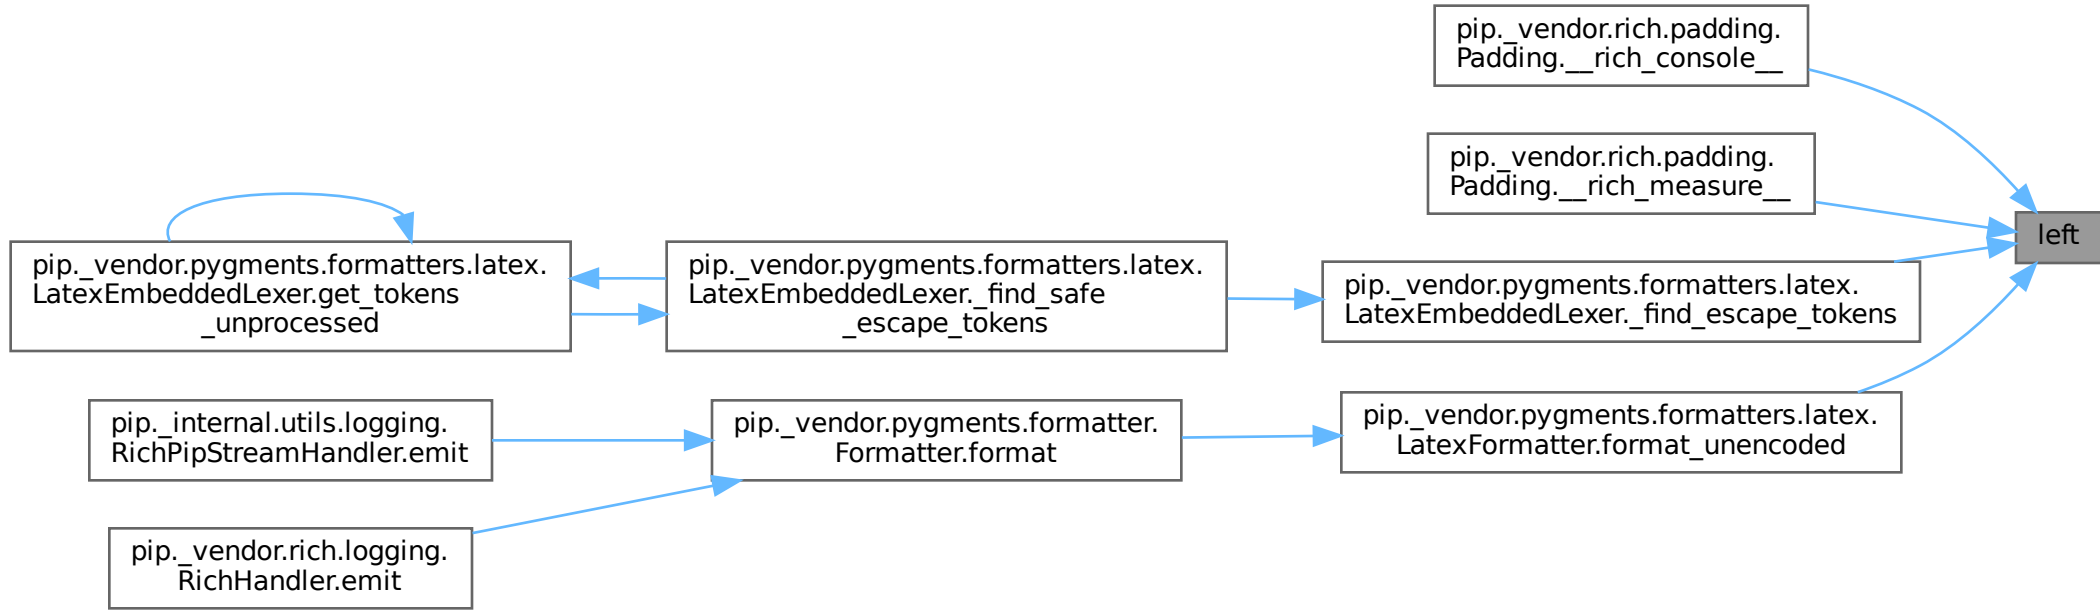 pip._vendor.rich.padding.
Padding.__rich_console__
pip._vendor.rich.padding.
Padding.__rich_measure__
left
pip._vendor.pygments.formatters.latex.
LatexEmbeddedLexer.get_tokens
_unprocessed
pip._vendor.pygments.formatters.latex.
LatexEmbeddedLexer._find_safe
_escape_tokens
pip._vendor.pygments.formatters.latex.
LatexEmbeddedLexer._find_escape_tokens
pip._internal.utils.logging.
RichPipStreamHandler.emit
pip._vendor.pygments.formatter.
Formatter.format
pip._vendor.pygments.formatters.latex.
LatexFormatter.format_unencoded
pip._vendor.rich.logging.
RichHandler.emit